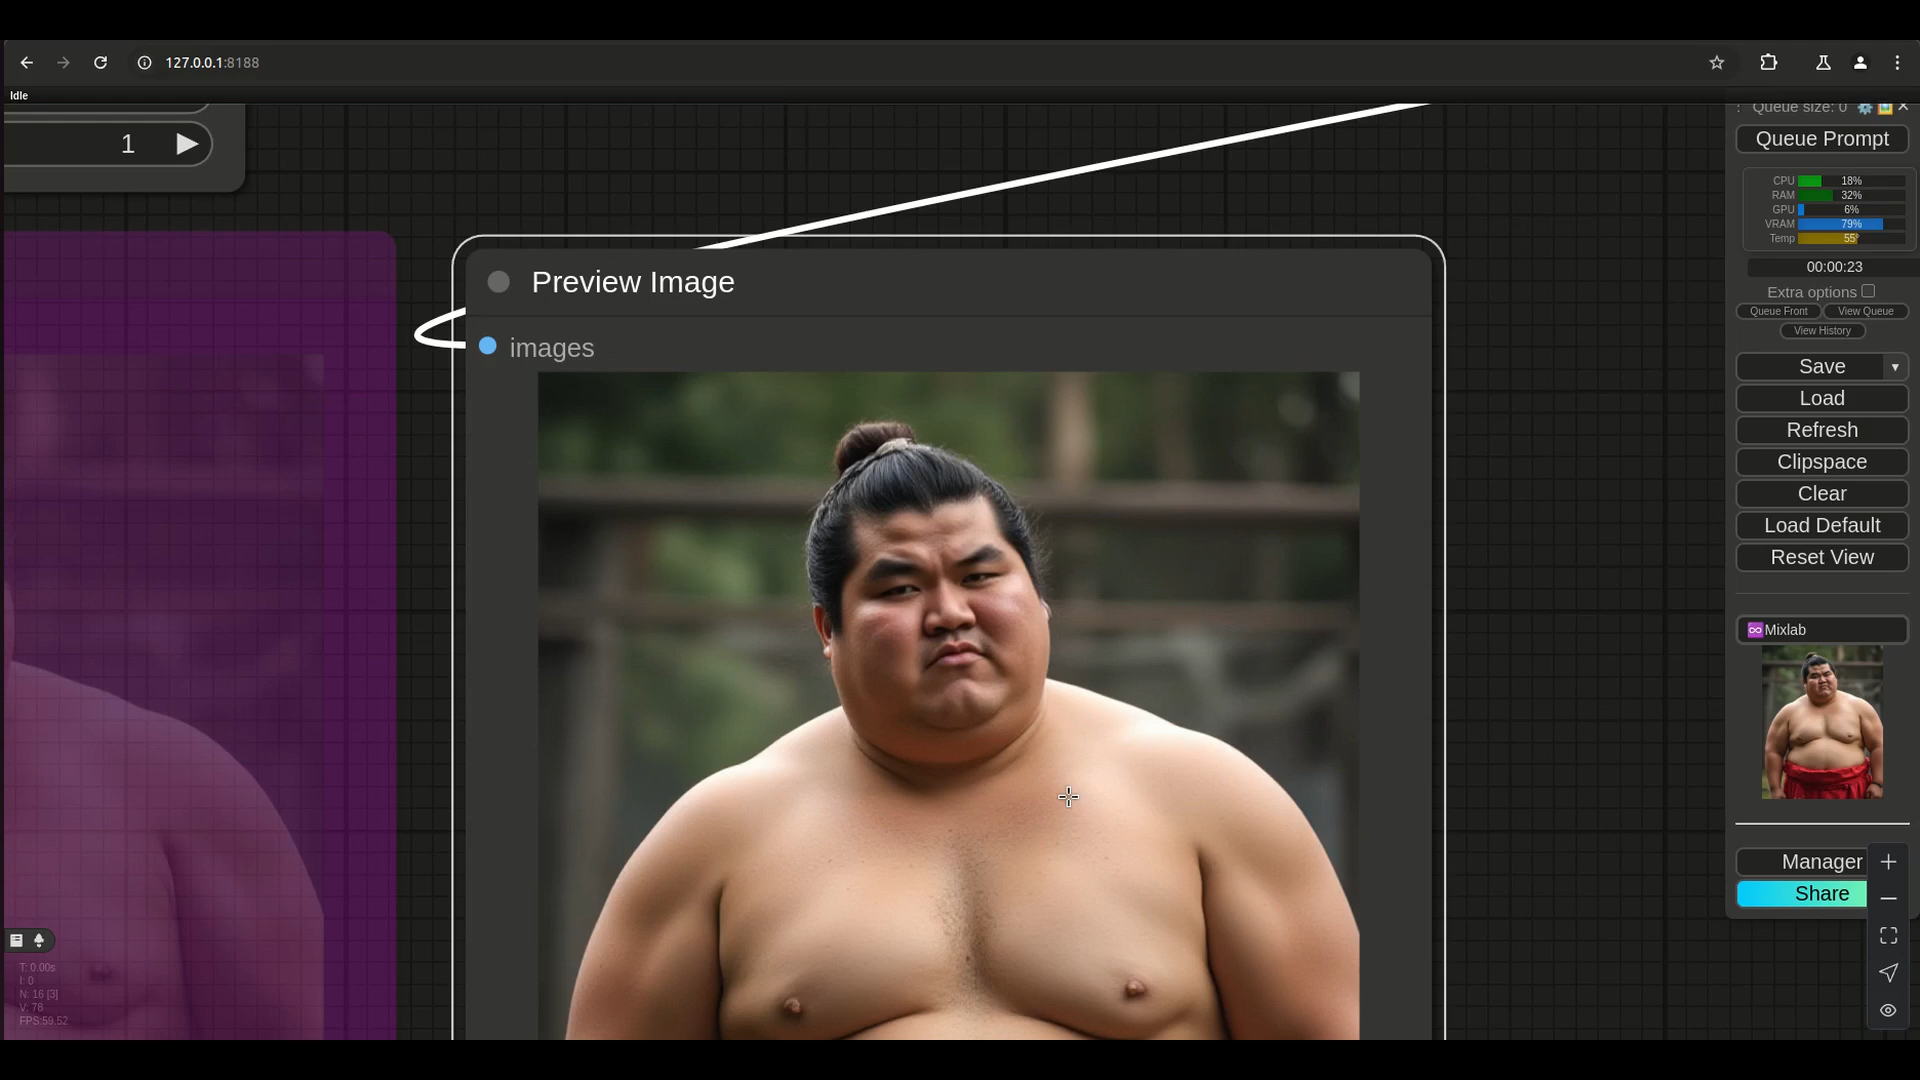 127.0.0.1:8188
Idle
1
Queue size: 0
Queue Prompt
CPU 18%
RAM 32%
GPU 6%
VRAM 79%
Temp 55°
00:00:23
Extra options
Queue Front View Queue
View History
Preview Image
images
Save
Load
Refresh
Clipspace
Clear
Load Default
Reset View
Mixlab
Manager
Share
T: 0.00s
I: 0
N: 16 [3]
V: 78
FPS:59.52